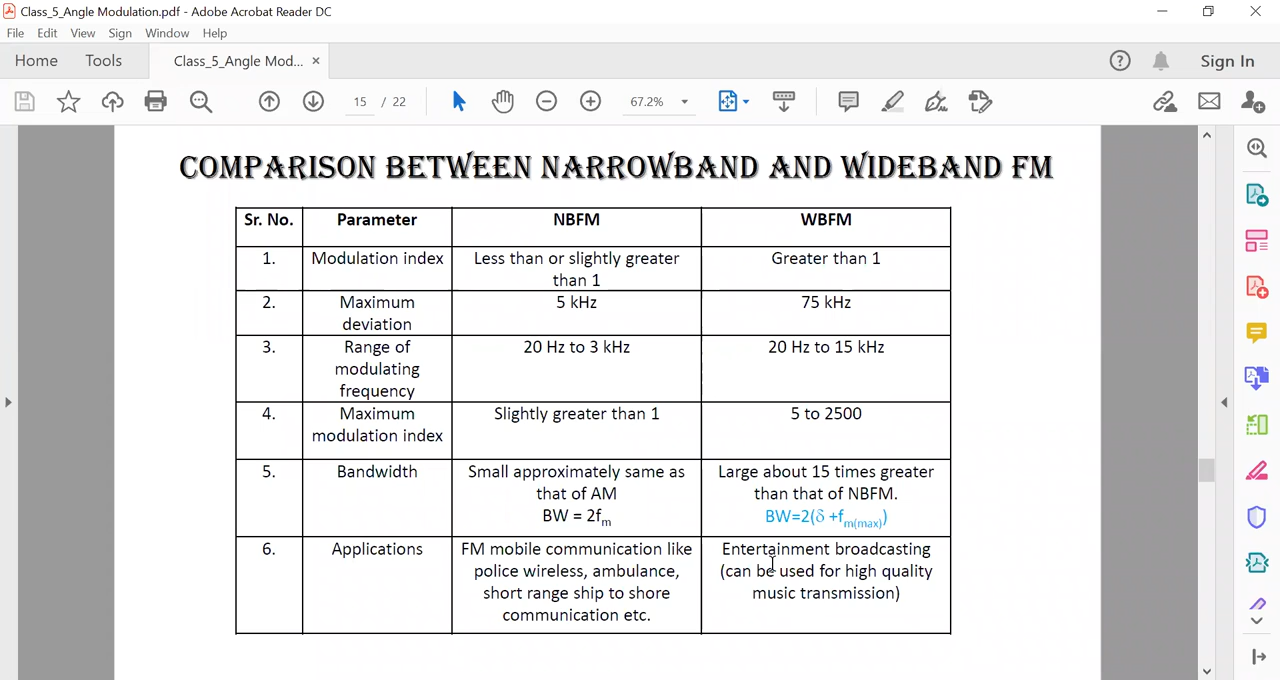 Class_5_Angle Modulation.pdf - Adobe Acrobat Reader DC
File Edit View Sign Window Help
Home Tools Class_5_Angle Mod... × Sign In
15 / 22 67.2%
COMPARISON BETWEEN NARROWBAND AND WIDEBAND FM
Sr. No. Parameter NBFM WBFM
1. Modulation index Less than or slightly greater Greater than 1
than 1
2. Maximum 5 kHz 75 kHz
deviation
3. Range of 20 Hz to 3 kHz 20 Hz to 15 kHz
modulating
frequency
4. Maximum Slightly greater than 1 5 to 2500
modulation index
5. Bandwidth Small approximately same as Large about 15 times greater
that of AM than that of NBFM.
BW = 2fm BW=2(δ +fm(max))
6. Applications FM mobile communication like Entertainment broadcasting
police wireless, ambulance, (can be used for high quality
short range ship to shore music transmission)
communication etc.